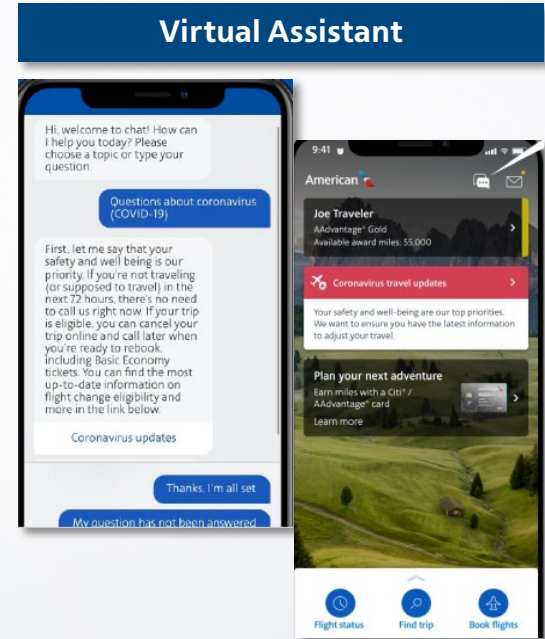 Virtual Assistant
Hi, welcome to chat! How can
I help you today? Please
choose a topic or type your
question.
Questions about coronavirus
(COVID-19)
First, let me say that your
safety and well being is our
priority. If you're not traveling
(or supposed to travel) in the
next 72 hours, there's no need
to call us right now. If your trip
is eligible, you can cancel your
trip online and call later when
you're ready to rebook,
including Basic Economy
tickets. You can find the most
up-to-date information on
flight change eligibility and
more in the link below.
Coronavirus updates
Thanks, I'm all set
My question has not been answered
9:41
American
Joe Traveler
AAdvantage® Gold
Available award miles: 55,000
Coronavirus travel updates
Your safety and well-being are our top priorities.
We want to ensure you have the latest information
to adjust your travel.
Plan your next adventure
Earn miles with a Citi® /
AAdvantage® card
Learn more
Flight status
Find trip
Book flights